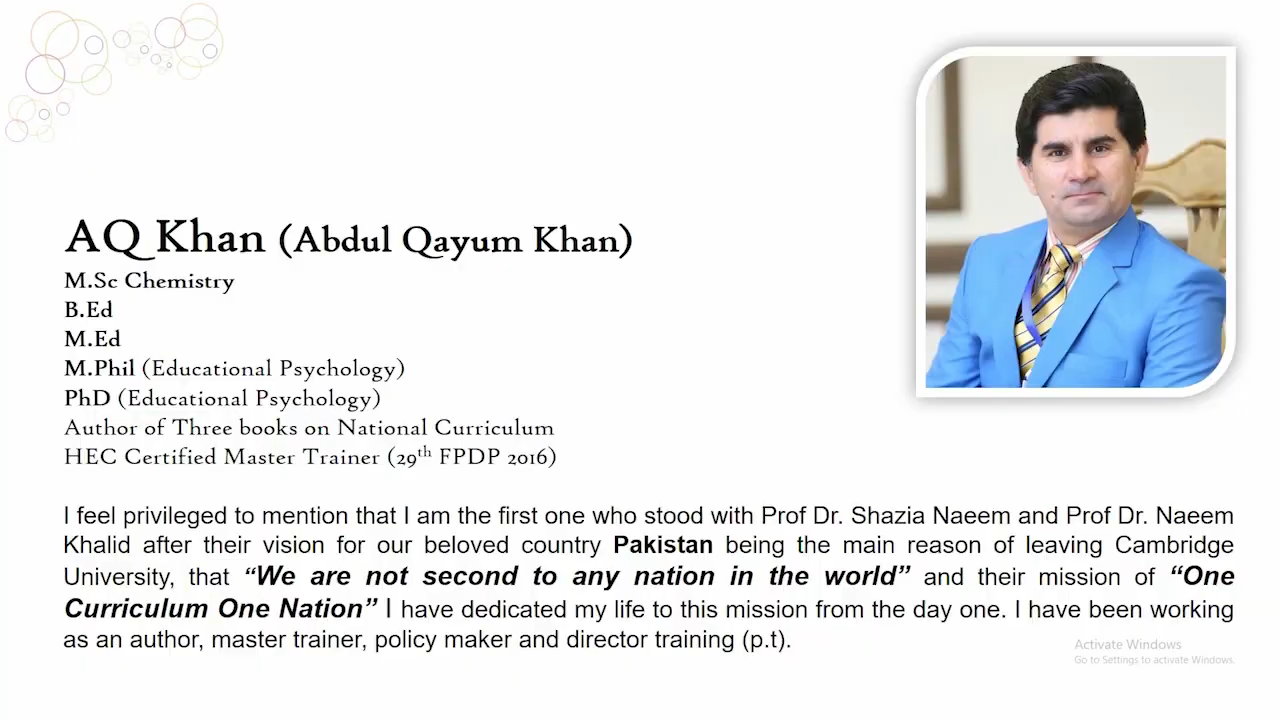 AQ Khan (Abdul Qayum Khan)
M.Sc Chemistry
B.Ed
M.Ed
M.Phil (Educational Psychology)
PhD (Educational Psychology)
Author of Three books on National Curriculum
HEC Certified Master Trainer (29th FPDP 2016)
I feel privileged to mention that I am the first one who stood with Prof Dr. Shazia Naeem and Prof Dr. Naeem
Khalid after their vision for our beloved country Pakistan being the main reason of leaving Cambridge
University, that “We are not second to any nation in the world” and their mission of “One
Curriculum One Nation” I have dedicated my life to this mission from the day one. I have been working
as an author, master trainer, policy maker and director training (p.t).
Activate Windows
Go to Settings to activate Windows.